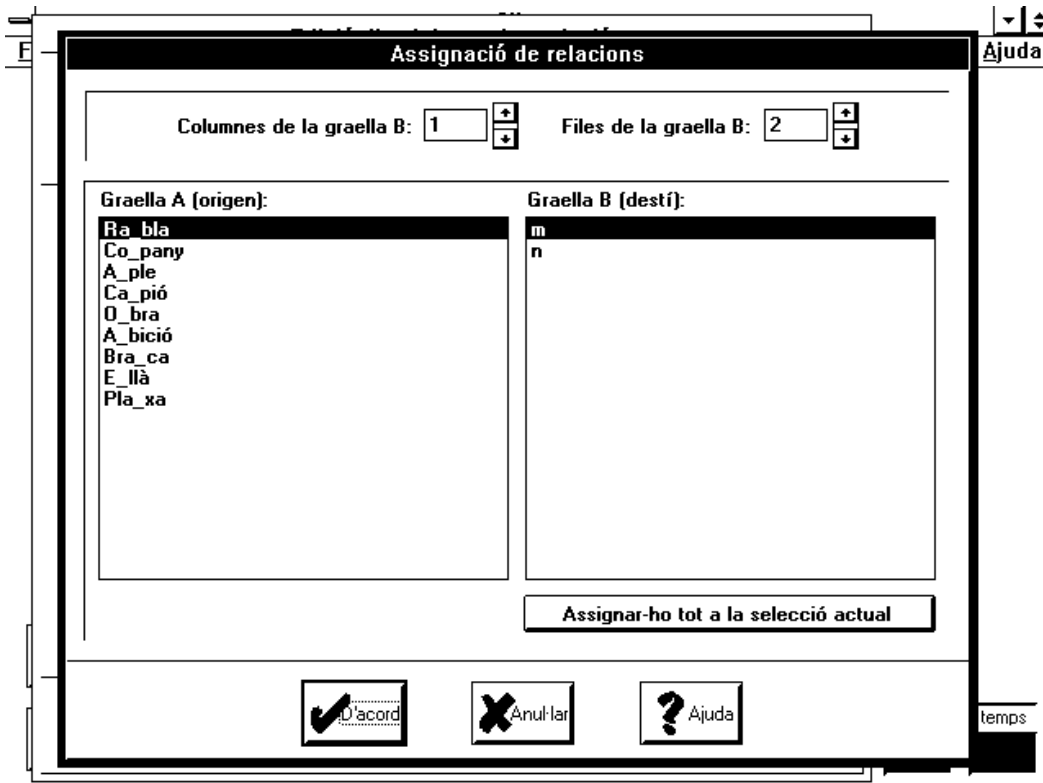 F
Ajuda
Assignació de relacions
Columnes de la graella B: 1 Files de la graella B: 2
Graella A (origen): Graella B (destí):
Ra_bla m
Co_pany n
A_ple
Ca_pió
O_bra
A_bició
Bra_ca
E_llà
Pla_xa
Assignar-ho tot a la selecció actual
D'acord Anul·lar Ajuda
temps